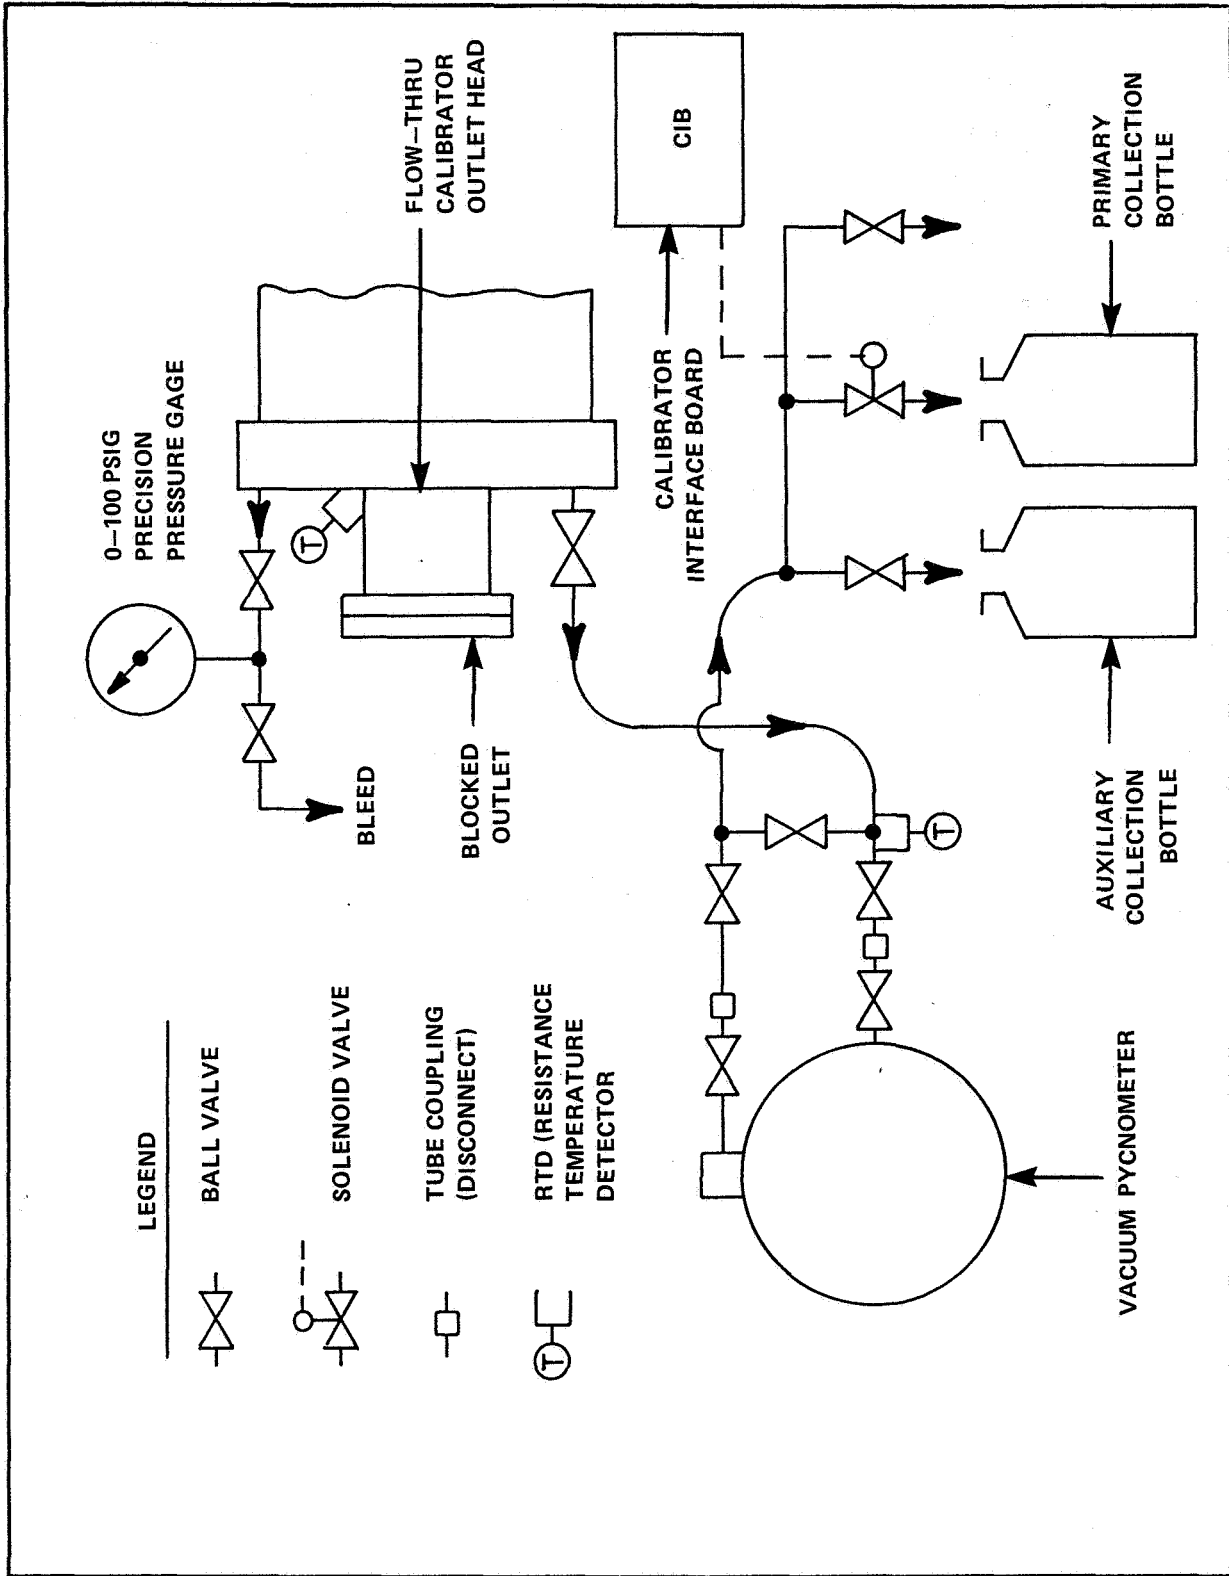 LEGEND
BALL VALVE
SOLENOID VALVE
TUBE COUPLING
(DISCONNECT)
T
RTD (RESISTANCE
TEMPERATURE
DETECTOR
0–100 PSIG
PRECISION
PRESSURE GAGE
BLEED
T
BLOCKED
OUTLET
FLOW–THRU
CALIBRATOR
OUTLET HEAD
CALIBRATOR
INTERFACE BOARD
CIB
T
VACUUM PYCNOMETER
AUXILIARY
COLLECTION
BOTTLE
PRIMARY
COLLECTION
BOTTLE